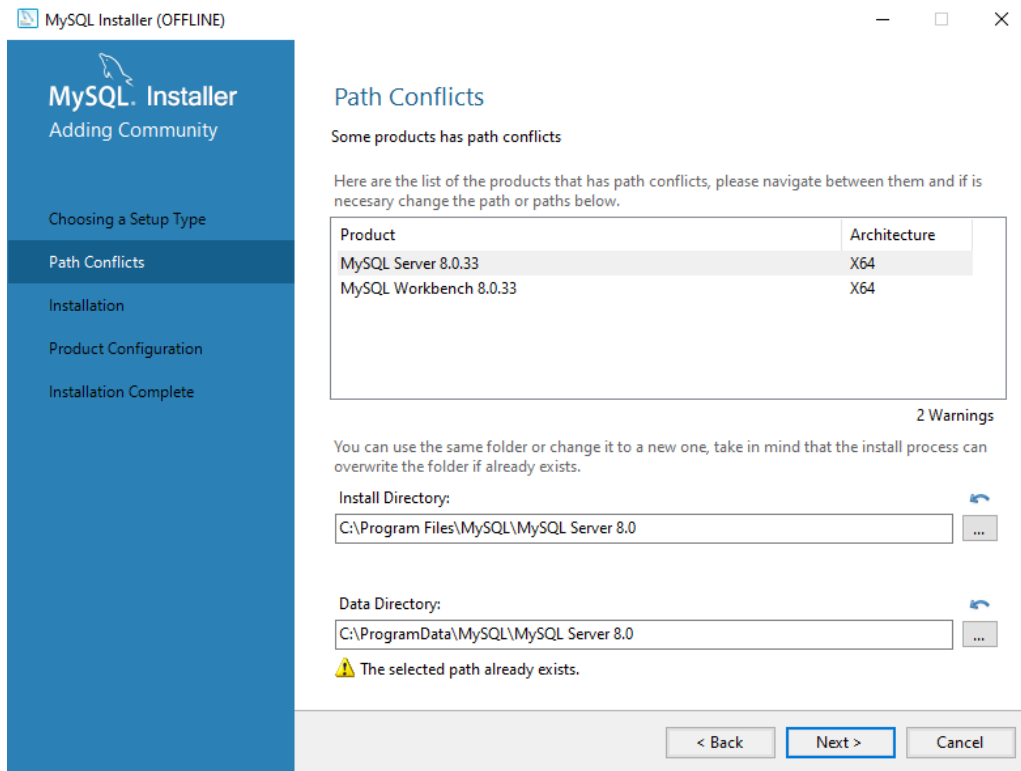 MySQL Installer (OFFLINE)
MySQL. Installer
Adding Community
Choosing a Setup Type
Path Conflicts
Installation
Product Configuration
Installation Complete
Path Conflicts
Some products has path conflicts
Here are the list of the products that has path conflicts, please navigate between them and if is
necesary change the path or paths below.
Product Architecture
MySQL Server 8.0.33 X64
MySQL Workbench 8.0.33 X64
2 Warnings
You can use the same folder or change it to a new one, take in mind that the install process can
overwrite the folder if already exists.
Install Directory:
C:\Program Files\MySQL\MySQL Server 8.0
...
Data Directory:
C:\ProgramData\MySQL\MySQL Server 8.0
...
The selected path already exists.
< Back Next > Cancel